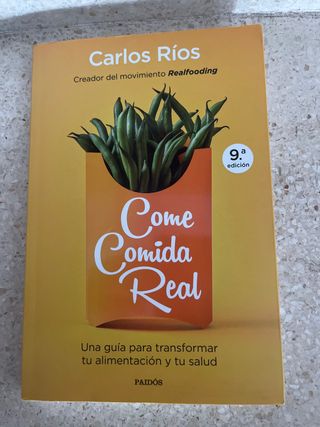 Carlos Ríos
Creador del movimiento Realfooding
9.ª
edición
Come
Comida
Real
Una guía para transformar
tu alimentación y tu salud
PAIDÓS